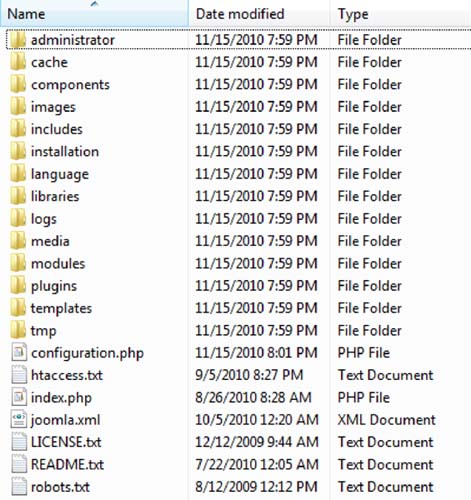 Name Date modified Type
administrator 11/15/2010 7:59 PM File Folder
cache 11/15/2010 7:59 PM File Folder
components 11/15/2010 7:59 PM File Folder
images 11/15/2010 7:59 PM File Folder
includes 11/15/2010 7:59 PM File Folder
installation 11/15/2010 7:59 PM File Folder
language 11/15/2010 7:59 PM File Folder
libraries 11/15/2010 7:59 PM File Folder
logs 11/15/2010 7:59 PM File Folder
media 11/15/2010 7:59 PM File Folder
modules 11/15/2010 7:59 PM File Folder
plugins 11/15/2010 7:59 PM File Folder
templates 11/15/2010 7:59 PM File Folder
tmp 11/15/2010 7:59 PM File Folder
configuration.php 11/15/2010 8:01 PM PHP File
htaccess.txt 9/5/2010 8:27 PM Text Document
index.php 8/26/2010 8:28 AM PHP File
joomla.xml 10/5/2010 12:20 AM XML Document
LICENSE.txt 12/12/2009 9:44 AM Text Document
README.txt 7/22/2010 12:05 AM Text Document
robots.txt 8/12/2009 12:12 PM Text Document